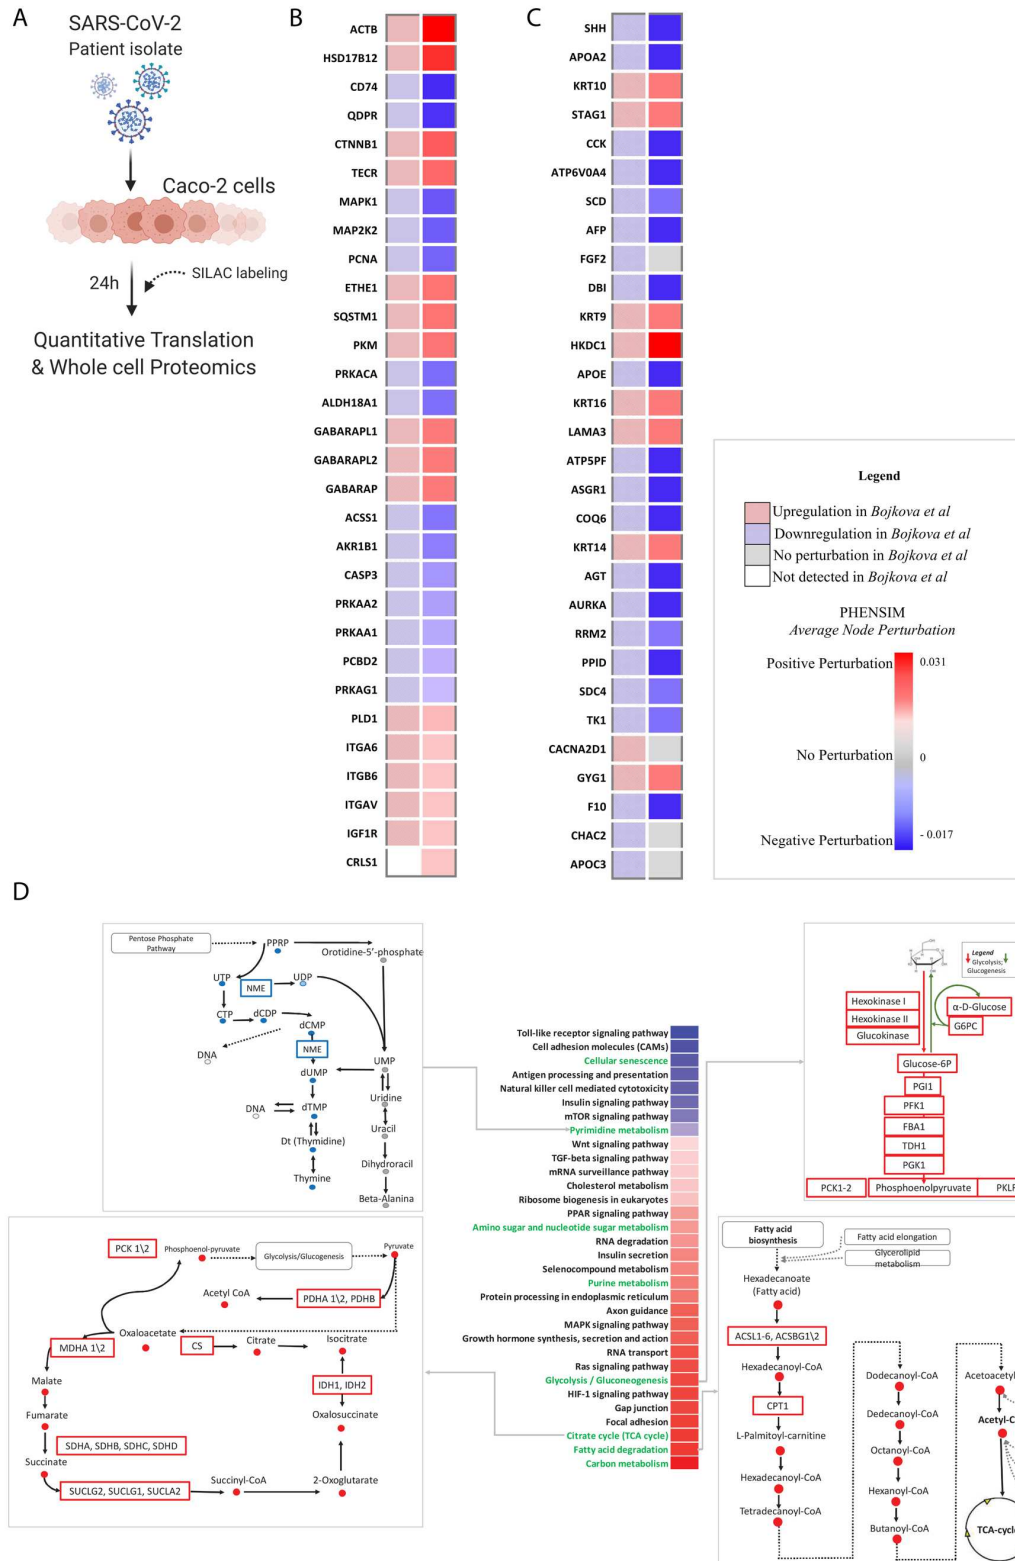 A
SARS-CoV-2
Patient isolate
Caco-2 cells
24h
SILAC labeling
Quantitative Translation
& Whole cell Proteomics
B
ACTB
HSD17B12
CD74
QDPR
CTNNB1
TECR
MAPK1
MAP2K2
PCNA
ETHE1
SQSTM1
PKM
PRKACA
ALDH18A1
GABARAPL1
GABARAPL2
GABARAP
ACSS1
AKR1B1
CASP3
PRKAA2
PRKAA1
PCBD2
PRKAG1
PLD1
ITGA6
ITGB6
ITGAV
IGF1R
CRLS1
C
SHH
APOA2
KRT10
STAG1
CCK
ATP6V0A4
SCD
AFP
FGF2
DBI
KRT9
HKDC1
APOE
KRT16
LAMA3
ATP5PF
ASGR1
COQ6
KRT14
AGT
AURKA
RRM2
PPID
SDC4
TK1
CACNA2D1
GYG1
F10
CHAC2
APOC3
Legend
Upregulation in Bojkova et al
Downregulation in Bojkova et al
No perturbation in Bojkova et al
Not detected in Bojkova et al
PHENSIM
Average Node Perturbation
Positive Perturbation 0.031
No Perturbation 0
Negative Perturbation - 0.017
D
Pentose Phosphate
Pathway
PPRP
Orotidine-5'-phosphate
UTP
NME
UDP
CTP
dCDP
dCMP
DNA
NME
UMP
dUMP
Uridine
DNA
dTMP
Uracil
Dt (Thymidine)
Dihydroracil
Thymine
Beta-Alanina
PCK 1\2
Phosphoenol-pyruvate
Glycolysis/Glucogenesis
Pyruvate
Acetyl CoA
PDHA 1\2, PDHB
Oxaloacetate
MDHA 1\2
CS
Citrate
Isocitrate
Malate
IDH1, IDH2
Fumarate
Oxalosuccinate
SDHA, SDHB, SDHC, SDHD
Succinate
SUCLG2, SUCLG1, SUCLA2
Succinyl-CoA
2-Oxoglutarate
Toll-like receptor signaling pathway
Cell adhesion molecules (CAMs)
Cellular senescence
Antigen processing and presentation
Natural killer cell mediated cytotoxicity
Insulin signaling pathway
mTOR signaling pathway
Pyrimidine metabolism
Wnt signaling pathway
TGF-beta signaling pathway
mRNA surveillance pathway
Cholesterol metabolism
Ribosome biogenesis in eukaryotes
PPAR signaling pathway
Amino sugar and nucleotide sugar metabolism
RNA degradation
Insulin secretion
Selenocompound metabolism
Purine metabolism
Protein processing in endoplasmic reticulum
Axon guidance
MAPK signaling pathway
Growth hormone synthesis, secretion and action
RNA transport
Ras signaling pathway
Glycolysis / Gluconeogenesis
HIF-1 signaling pathway
Gap junction
Focal adhesion
Citrate cycle (TCA cycle)
Fatty acid degradation
Carbon metabolism
Legend
Glycolysis;
Glucogenesis
Hexokinase I
Hexokinase II
Glucokinase
α-D-Glucose
G6PC
Glucose-6P
PGI1
PFK1
FBA1
TDH1
PGK1
PCK1-2
Phosphoenolpyruvate
PKLR
Fatty acid
biosynthesis
Fatty acid elongation
Glycerolipid
metabolism
Hexadecanoate
(Fatty acid)
ACSL1-6, ACSBG1\2
Hexadecanoyl-CoA
CPT1
L-Palmitoyl-carnitine
Hexadecanoyl-CoA
Tetradecanoyl-CoA
Dodecanoyl-CoA
Dedecanoyl-CoA
Octanoyl-CoA
Hexanoyl-CoA
Butanoyl-CoA
Acetoacetyl
Acetyl-C
TCA-cycle